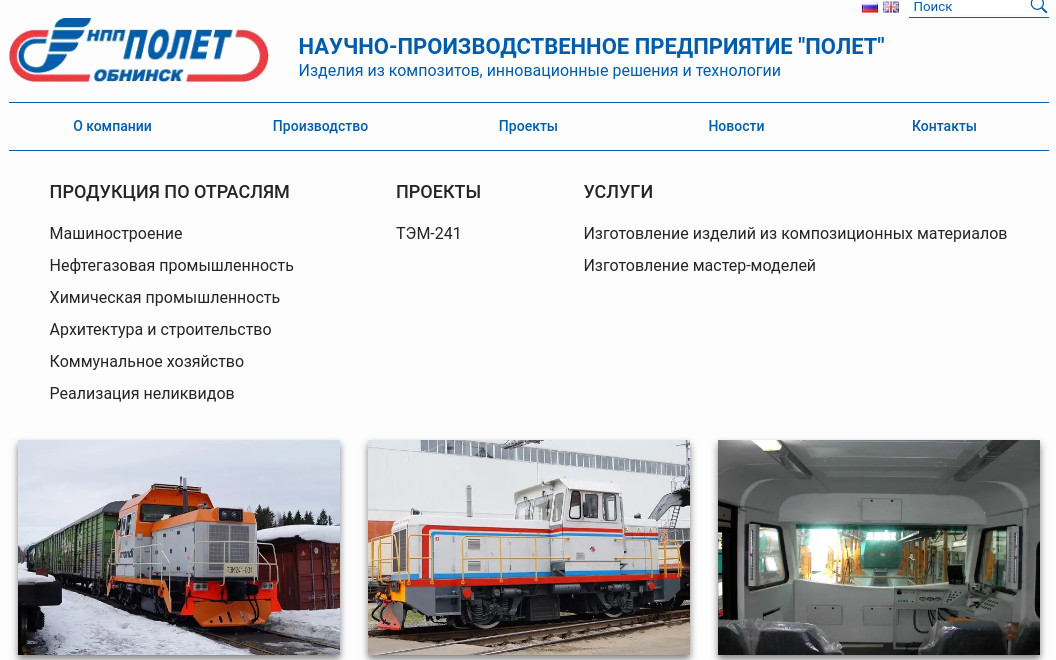 Поиск
НПП ПОЛЕТ
ОБНИНСК
НАУЧНО-ПРОИЗВОДСТВЕННОЕ ПРЕДПРИЯТИЕ "ПОЛЕТ"
Изделия из композитов, инновационные решения и технологии
О компании Производство Проекты Новости Контакты
ПРОДУКЦИЯ ПО ОТРАСЛЯМ
Машиностроение
Нефтегазовая промышленность
Химическая промышленность
Архитектура и строительство
Коммунальное хозяйство
Реализация неликвидов
ПРОЕКТЫ
ТЭМ-241
УСЛУГИ
Изготовление изделий из композиционных материалов
Изготовление мастер-моделей